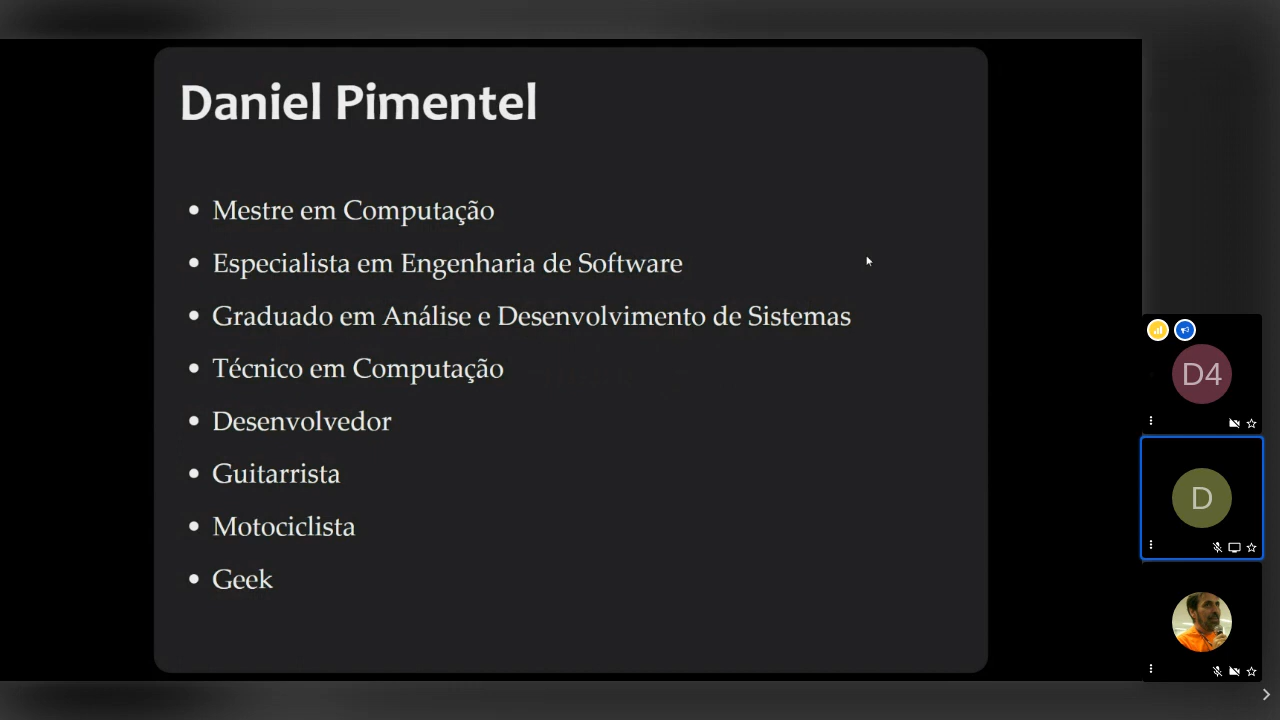 Daniel Pimentel
• Mestre em Computação
• Especialista em Engenharia de Software
• Graduado em Análise e Desenvolvimento de Sistemas
• Técnico em Computação
• Desenvolvedor
• Guitarrista
• Motociclista
• Geek
D4
D